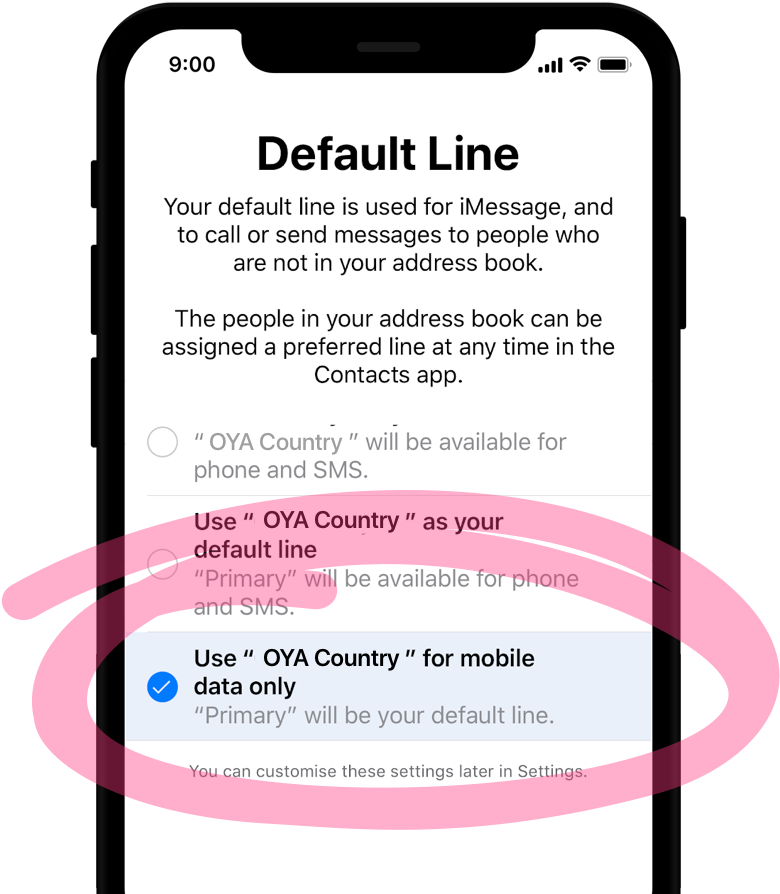 9:00
Default Line
Your default line is used for iMessage, and
to call or send messages to people who
are not in your address book.
The people in your address book can be
assigned a preferred line at any time in the
Contacts app.
“ OYA Country ” will be available for
phone and SMS.
Use “ OYA Country ” as your
default line
“Primary” will be available for phone
and SMS.
Use “ OYA Country ” for mobile
data only
“Primary” will be your default line.
You can customise these settings later in Settings.